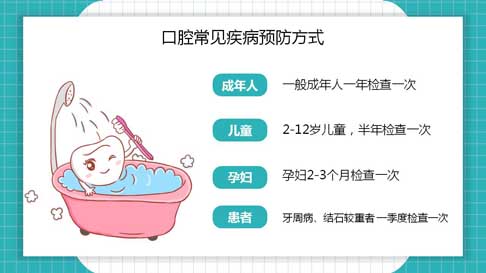 口腔常见疾病预防方式
成年人 一般成年人一年检查一次
儿童 2-12岁儿童，半年检查一次
孕妇 孕妇2-3个月检查一次
患者 牙周病、结石较重者一季度检查一次